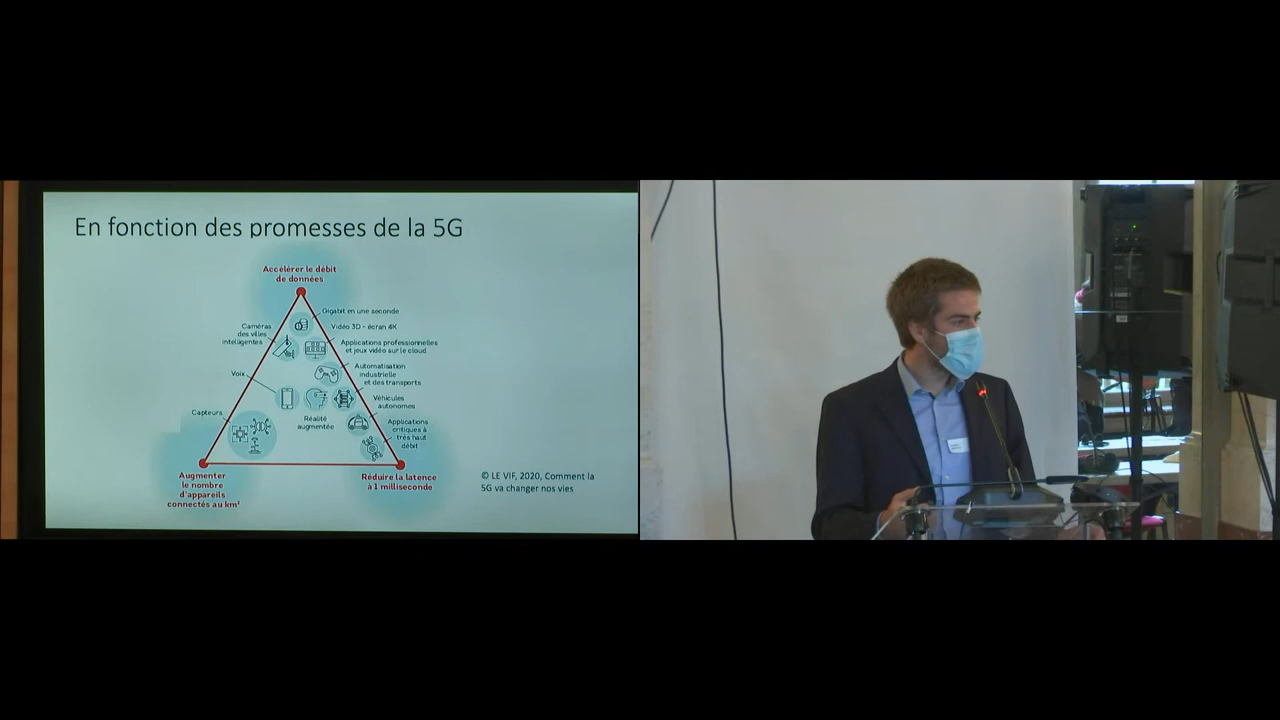 En fonction des promesses de la 5G
Accélérer le débit
de données
Gigabit en une seconde
Caméras
des villes
intelligentes
Vidéo 3D - écran 4K
Applications professionnelles
et jeux vidéo sur le cloud
Voix
Automatisation
industrielle
et des transports
Véhicules
autonomes
Capteurs
Réalité
augmentée
Applications
critiques à
très haut
débit
Augmenter
le nombre
d'appareils
connectés au km²
Réduire la latence
à 1 milliseconde
© LE VIF, 2020, Comment la
5G va changer nos vies